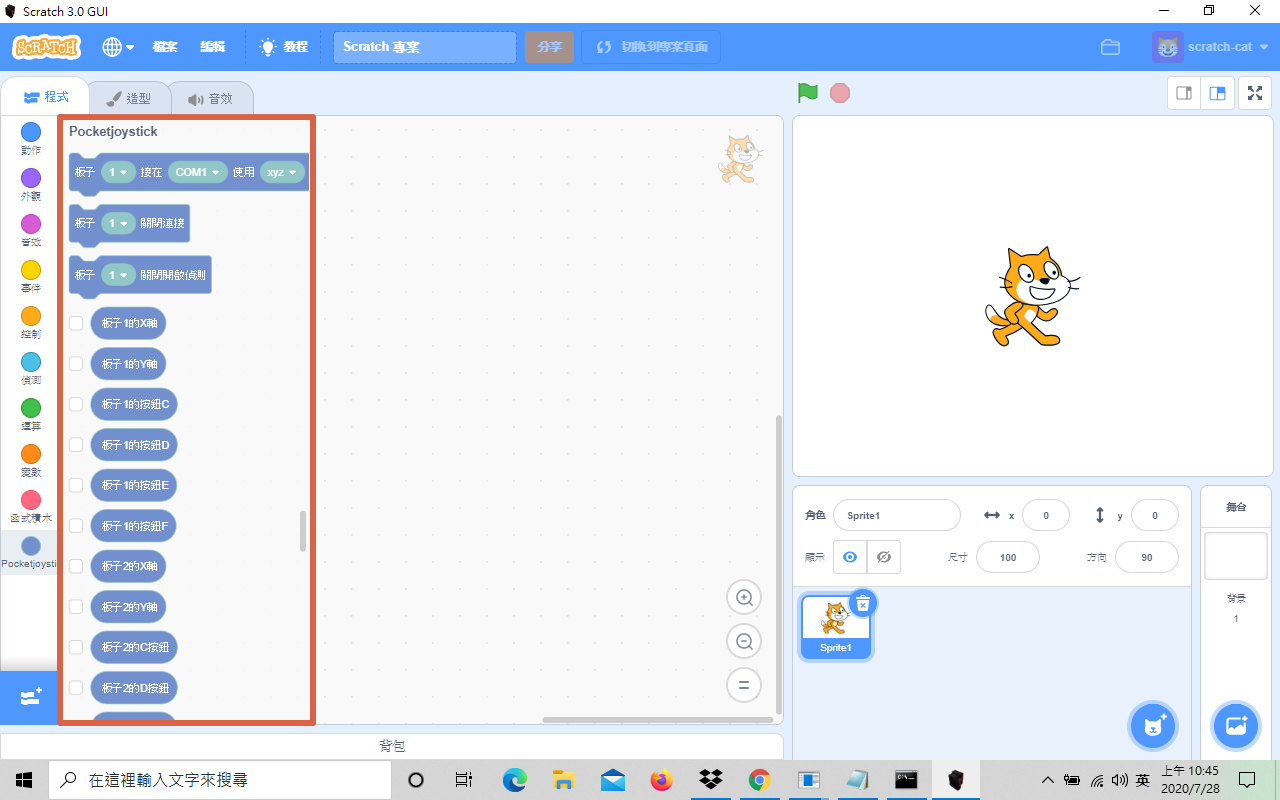 Scratch 3.0 GUI
SCRATCH 檔案 編輯 教程 Scratch 專案 分享 切換到專案頁面 scratch-cat
程式 造型 音效
動作
外觀
音效
事件
控制
偵測
運算
變數
函式積木
Pocketjoysti
Pocketjoystick
板子 1 接在 COM1 使用 xyz
板子 1 關閉連接
板子 1 關閉開啟偵測
板子1的X軸
板子1的Y軸
板子1的按鈕C
板子1的按鈕D
板子1的按鈕E
板子1的按鈕F
板子2的X軸
板子2的Y軸
板子2的C按鈕
板子2的D按鈕
背包
角色 Sprite1 x 0 y 0
顯示 尺寸 100 方向 90
Sprite1
舞台
背景
1
在這裡輸入文字來搜尋
英
上午 10:45
2020/7/28